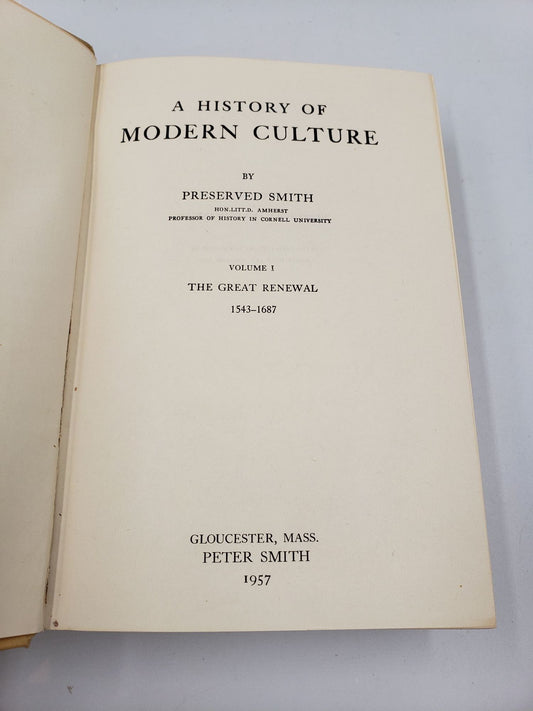 A HISTORY OF
MODERN CULTURE
BY
PRESERVED SMITH
HON.LITT.D. AMHERST
PROFESSOR OF HISTORY IN CORNELL UNIVERSITY
VOLUME I
THE GREAT RENEWAL
1543–1687
GLOUCESTER, MASS.
PETER SMITH
1957